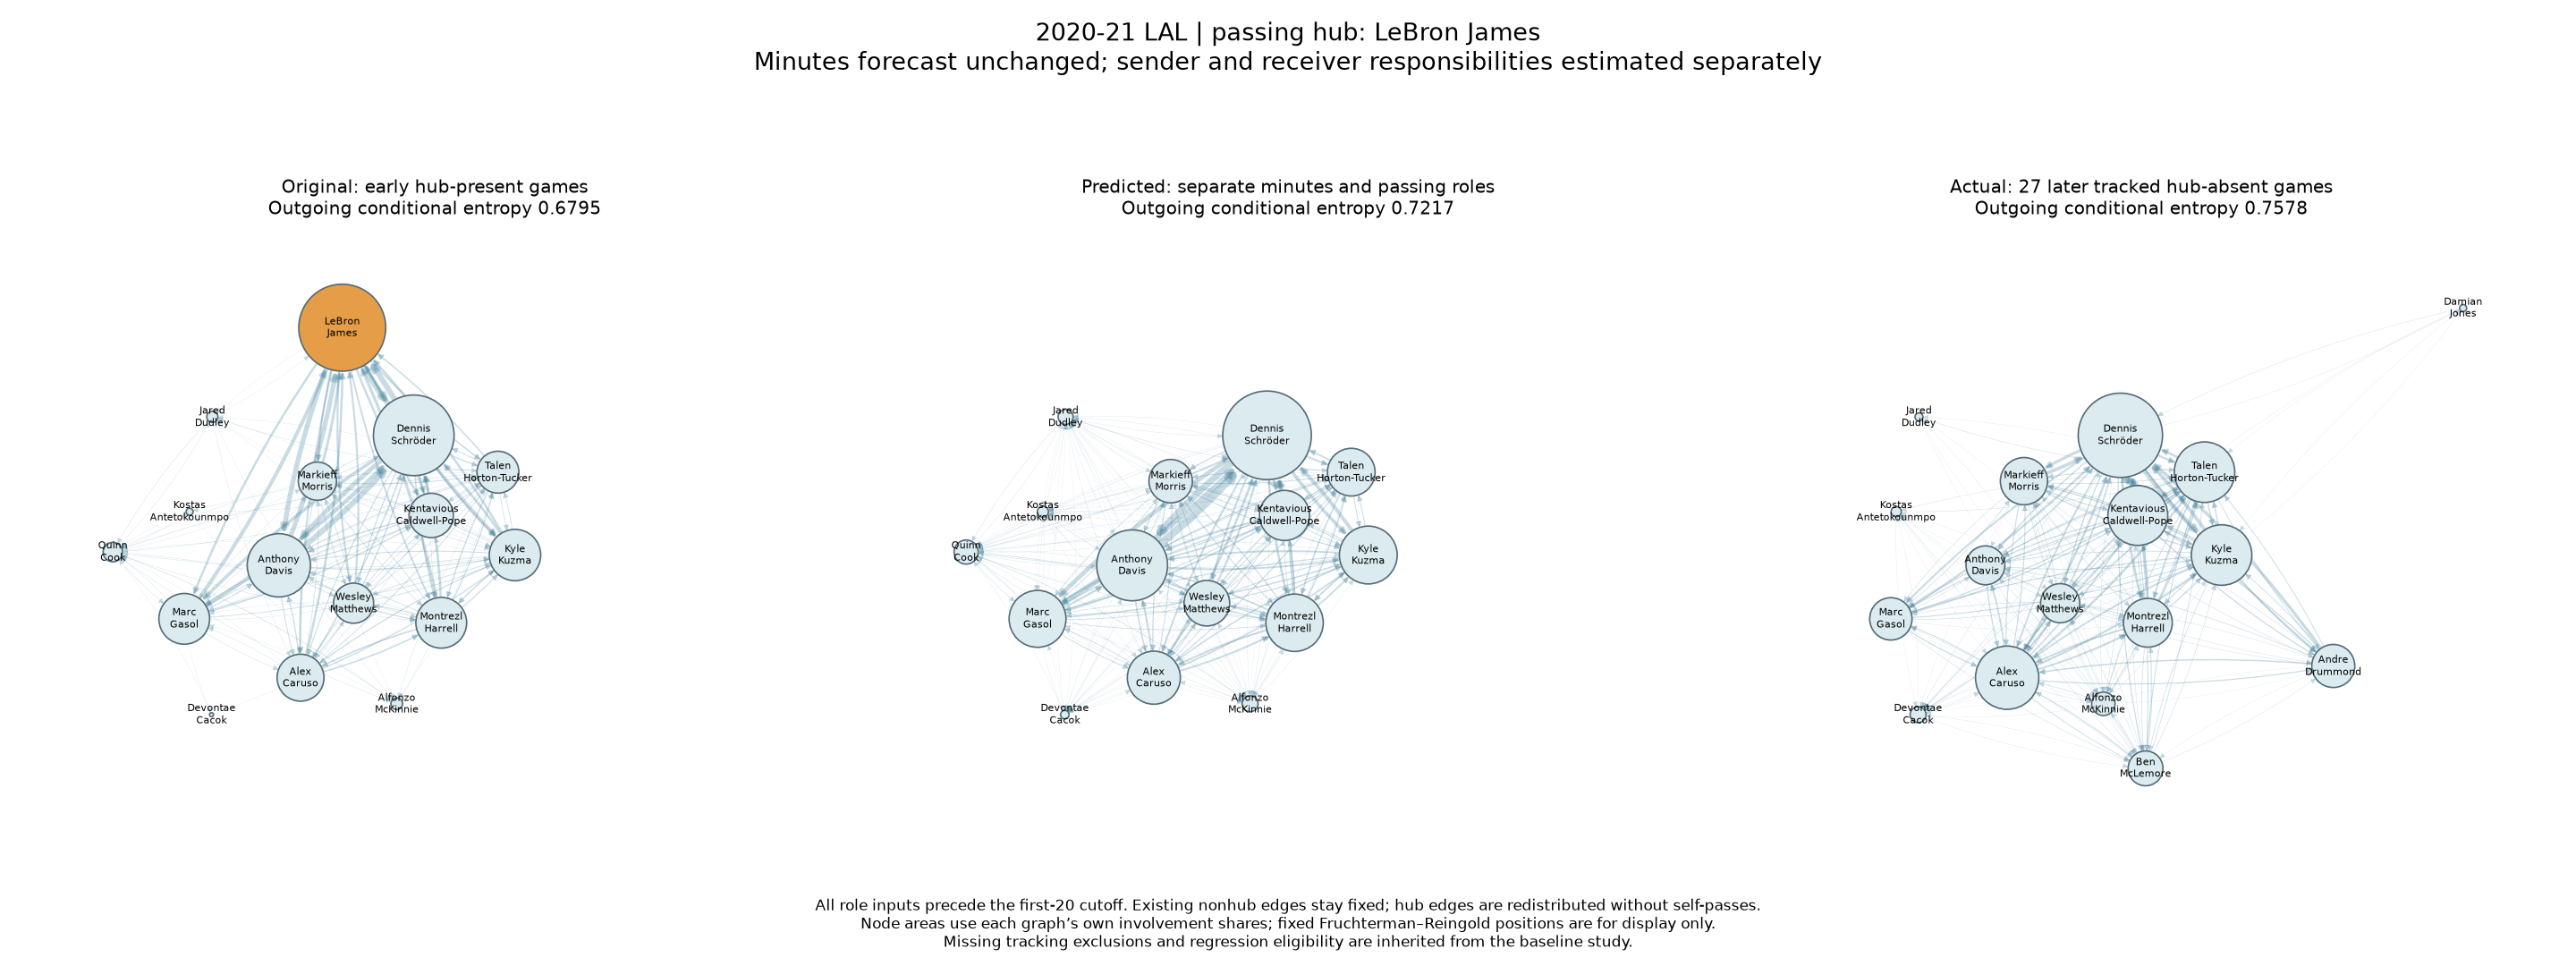 2020-21 LAL | passing hub: LeBron James
Minutes forecast unchanged; sender and receiver responsibilities estimated separately
Original: early hub-present games
Outgoing conditional entropy 0.6795
LeBron
James
Jared
Dudley
Dennis
Schröder
Markieff
Morris
Talen
Horton-Tucker
Kostas
Antetokounmpo
Kentavious
Caldwell-Pope
Quinn
Cook
Anthony
Davis
Kyle
Kuzma
Marc
Gasol
Wesley
Matthews
Montrezl
Harrell
Alex
Caruso
Devontae
Cacok
Alfonzo
McKinnie
Predicted: separate minutes and passing roles
Outgoing conditional entropy 0.7217
Jared
Dudley
Dennis
Schröder
Markieff
Morris
Talen
Horton-Tucker
Kostas
Antetokounmpo
Kentavious
Caldwell-Pope
Quinn
Cook
Anthony
Davis
Kyle
Kuzma
Marc
Gasol
Wesley
Matthews
Montrezl
Harrell
Alex
Caruso
Devontae
Cacok
Alfonzo
McKinnie
Actual: 27 later tracked hub-absent games
Outgoing conditional entropy 0.7578
Damian
Jones
Jared
Dudley
Dennis
Schröder
Markieff
Morris
Talen
Horton-Tucker
Kostas
Antetokounmpo
Kentavious
Caldwell-Pope
Anthony
Davis
Kyle
Kuzma
Marc
Gasol
Wesley
Matthews
Montrezl
Harrell
Alex
Caruso
Andre
Drummond
Devontae
Cacok
Alfonzo
McKinnie
Ben
McLemore
All role inputs precede the first-20 cutoff. Existing nonhub edges stay fixed; hub edges are redistributed without self-passes.
Node areas use each graph’s own involvement shares; fixed Fruchterman–Reingold positions are for display only.
Missing tracking exclusions and regression eligibility are inherited from the baseline study.